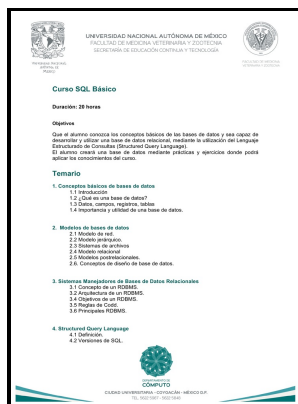 UNIVERSIDAD NACIONAL AUTÓNOMA DE MÉXICO
FACULTAD DE MEDICINA VETERINARIA Y ZOOTECNIA
SECRETARÍA DE EDUCACIÓN CONTINUA Y TECNOLOGÍA
Curso SQL Básico
Duración: 20 horas
Objetivos
Que el alumno conozca los conceptos básicos de las bases de datos y sea capaz de
desarrollar y utilizar una base de datos relacional, mediante la utilización del Lenguaje
Estructurado de Consultas (Structured Query Language).
El alumno creará una base de datos mediante prácticas y ejercicios donde podrá
aplicar los conocimientos del curso.
Temario
1. Conceptos básicos de base de datos
1.1 Introducción
1.2 ¿Qué es una base de datos?
1.3 Datos, campos, registros, tablas
1.4 Importancia y utilidad de una base de datos.
2. Modelos de bases de datos
2.1 Modelo de red.
2.2 Modelo jerárquico.
2.3 Sistemas de archivos
2.4 Modelo relacional
2.5 Modelos postrelacionales.
2.6. Conceptos de diseño de base de datos.
3. Sistemas Manejadores de Bases de Datos Relacionales
3.1 Concepto de un RDBMS.
3.2 Arquitectura de un RDBMS.
3.4 Objetivos de un RDBMS.
3.5 Reglas de Codd.
3.6 Principales RDBMS.
4. Structured Query Language
4.1 Definición.
4.2 Versiones de SQL.
DEPARTAMENTO DE
CÓMPUTO
CIUDAD UNIVERSITARIA - COYOACÁN - MÉXICO D.F.